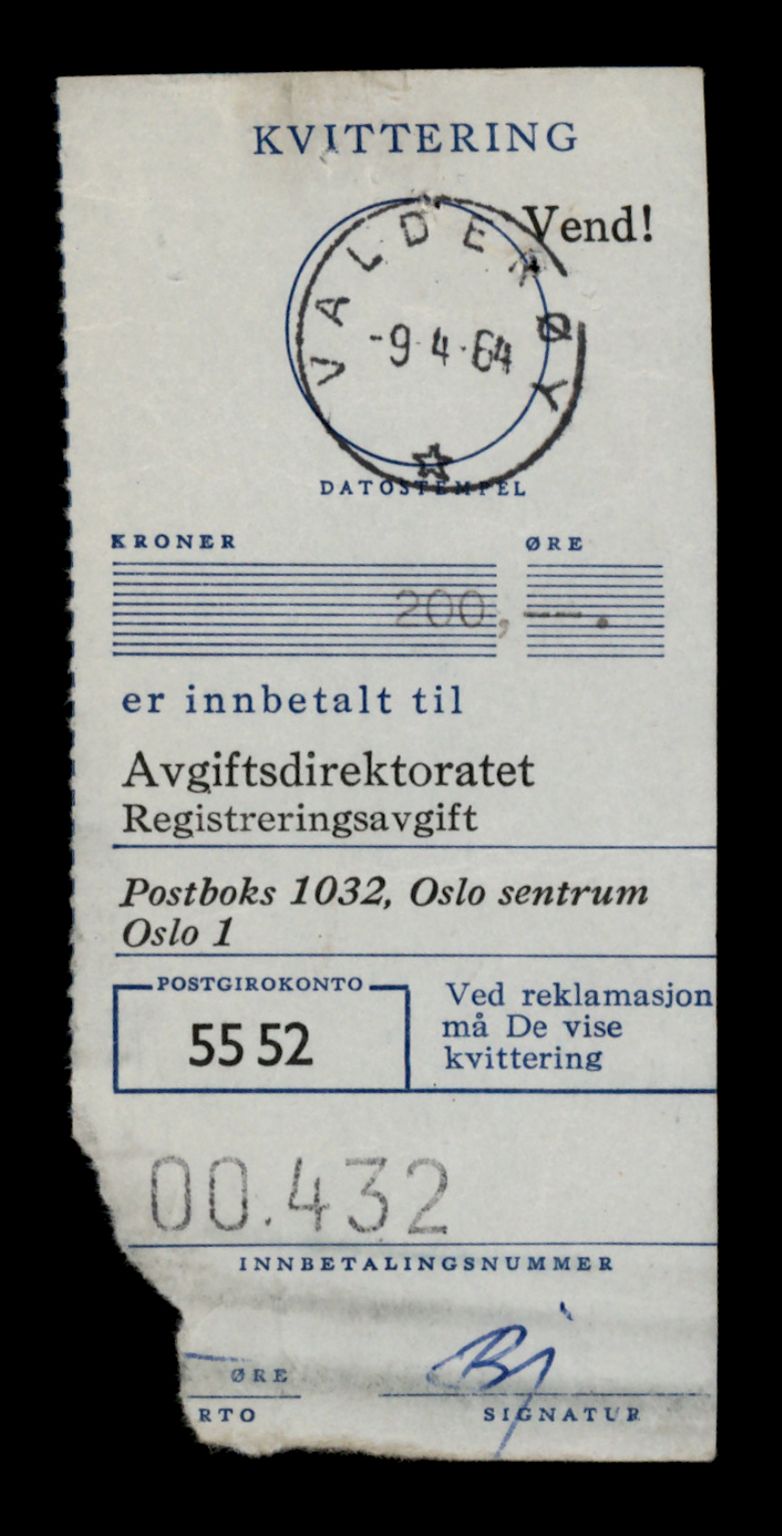 KVITTERING
Vend!
VALDERØY
-9.4.64
DATOSTEMPEL
KRONER ØRE
200,--.
er innbetalt til
Avgiftsdirektoratet
Registreringsavgift
Postboks 1032, Oslo sentrum
Oslo 1
POSTGIROKONTO
55 52
Ved reklamasjon
må De vise
kvittering
00.432
INNBETALINGSNUMMER
Bj
ØRE
RTO
SIGNATUR